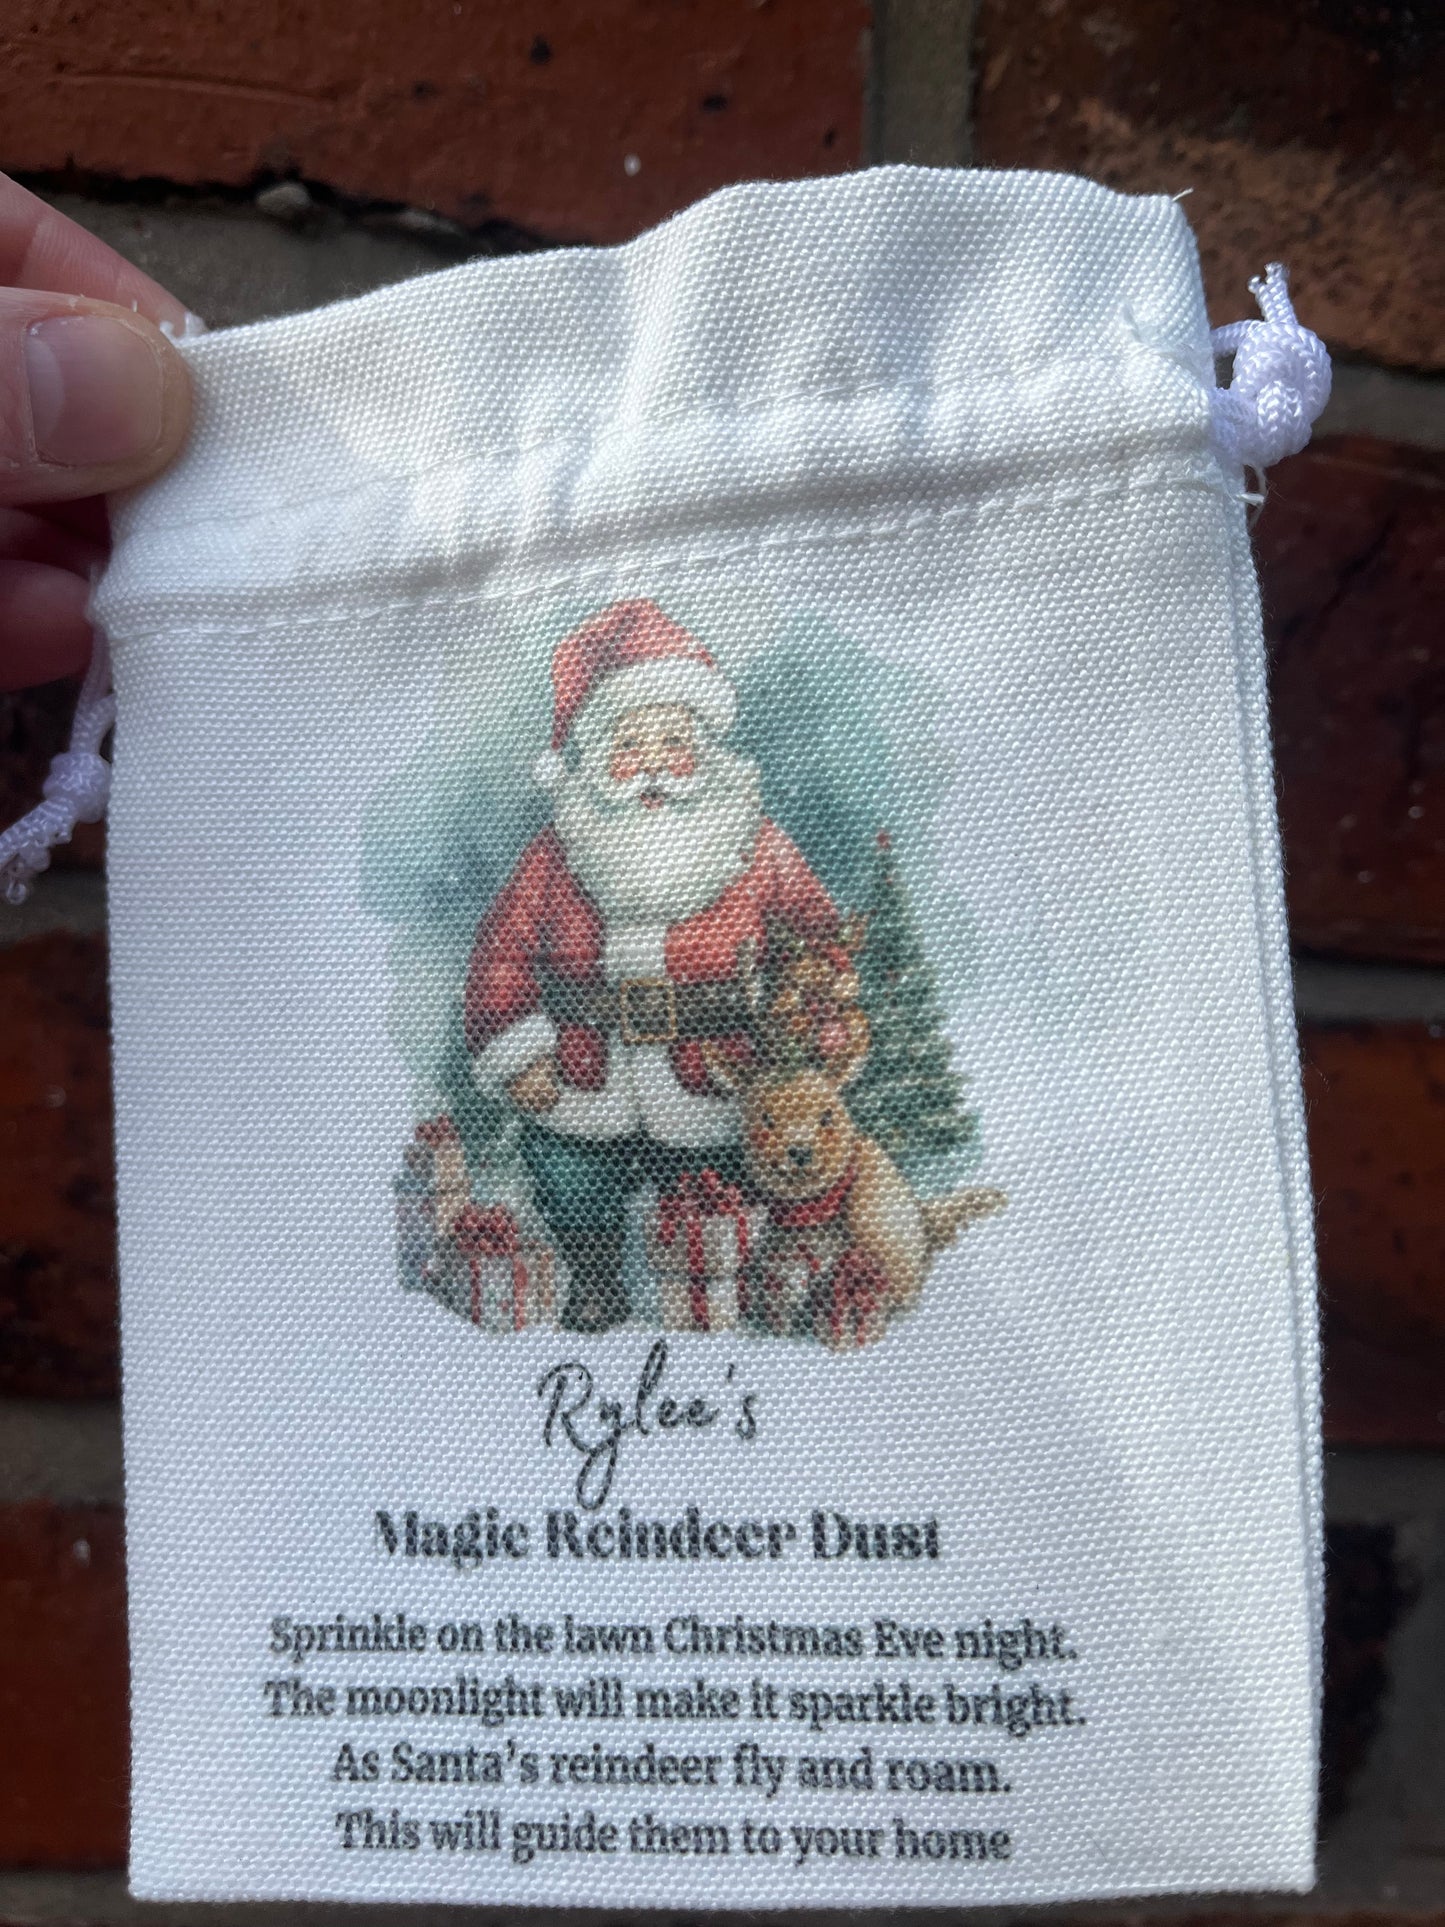 Rylee's
Magic Reindeer Dust
Sprinkle on the lawn Christmas Eve night.
The moonlight will make it sparkle bright.
As Santa's reindeer fly and roam.
This will guide them to your home